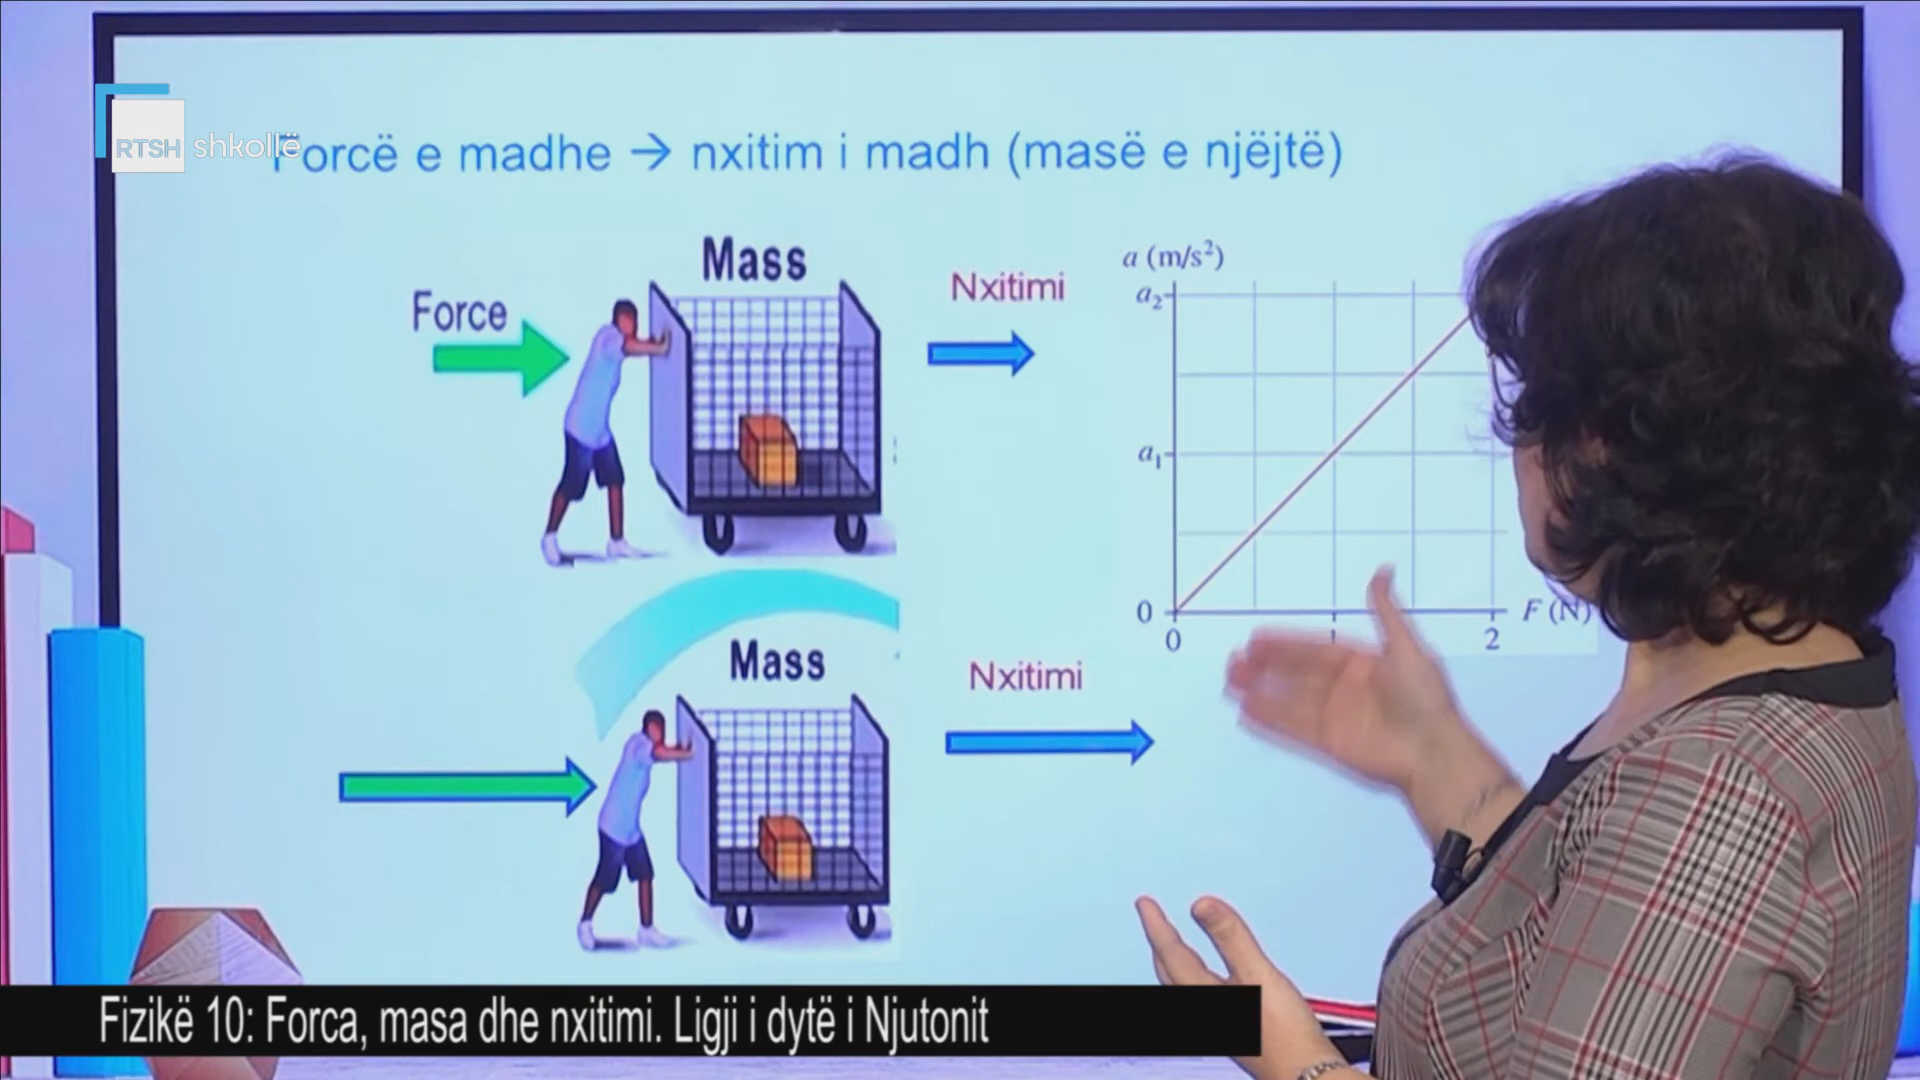 RTSH shkollë
Forcë e madhe → nxitim i madh (masë e njëjtë)
Mass
Force
Nxitimi
a (m/s²)
a₂
a₁
0
0 1 2
F (N)
Mass
Nxitimi
Fizikë 10: Forca, masa dhe nxitimi. Ligji i dytë i Njutonit